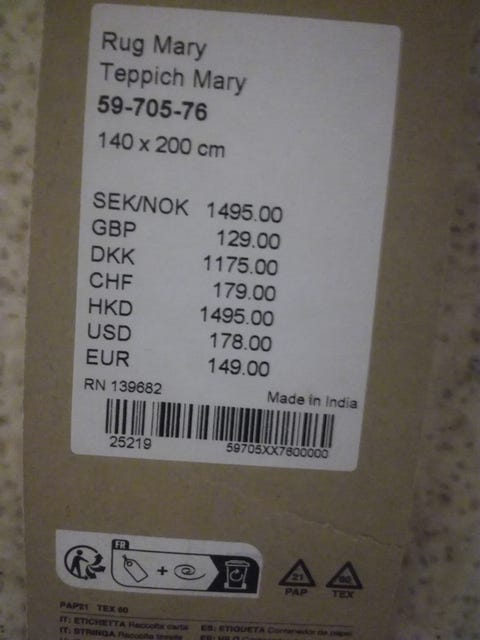 Rug Mary
Teppich Mary
59-705-76
140 x 200 cm
SEK/NOK 1495.00
GBP 129.00
DKK 1175.00
CHF 179.00
HKD 1495.00
USD 178.00
EUR 149.00
RN 139682
Made in India
25219 59705XX7600000
FR
+
21 60
PAP TEX
PAP21 TEX 60
IT: ETICHETTA Raccolta carta ES: ETIQUETA Contenedor de papel
IT: STRINGA Raccolta